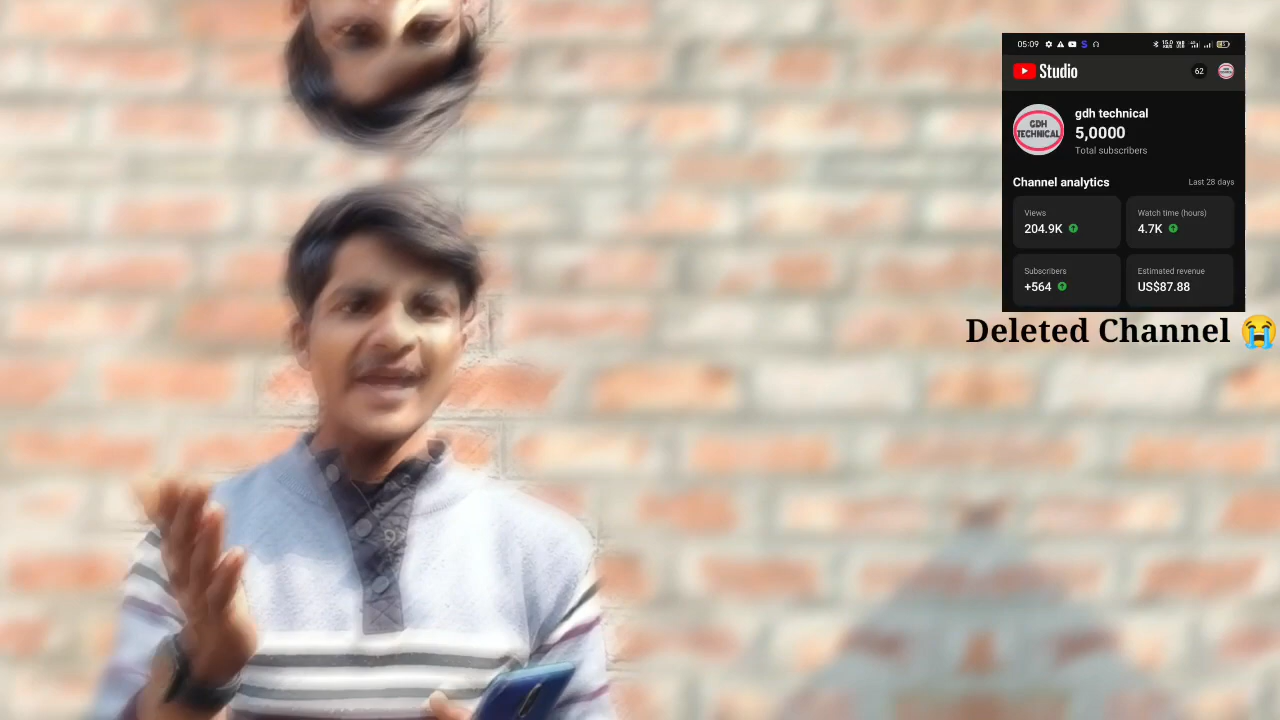 05:09
62
Studio
GDH
TECHNICAL
gdh technical
5,0000
Total subscribers
Channel analytics
Last 28 days
Views
Watch time (hours)
204.9K
4.7K
Subscribers
Estimated revenue
+564
US$87.88
Deleted Channel 😭